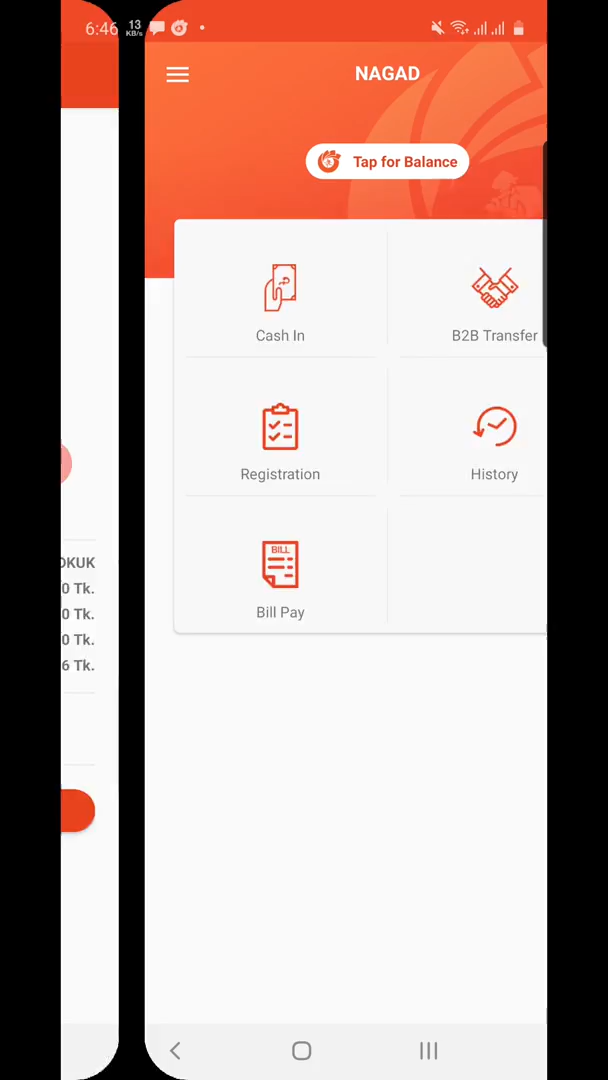 6:46 13 KB/s
NAGAD
Tap for Balance
Cash In
B2B Transfer
Registration
History
BILL
Bill Pay
OKUK
0 Tk.
0 Tk.
0 Tk.
6 Tk.